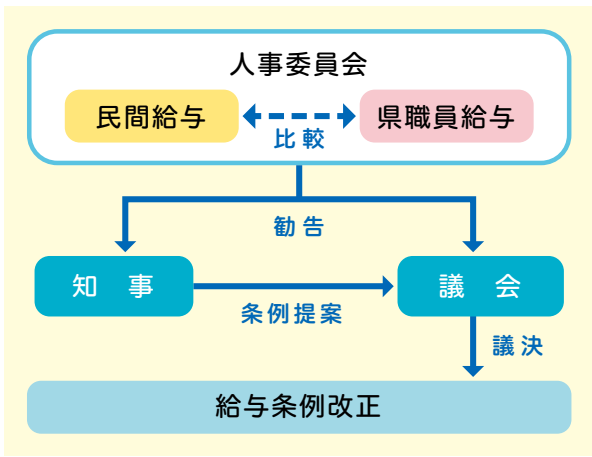 人事委員会
民間給与
県職員給与
比較
勧告
知事
議会
条例提案
議決
給与条例改正